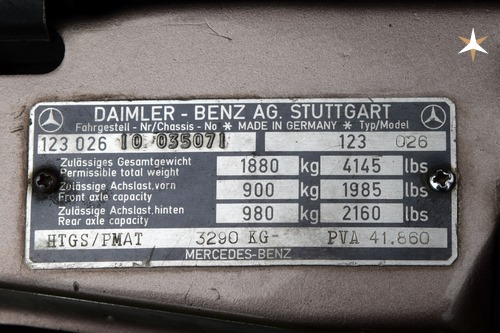 DAIMLER - BENZ AG. STUTTGART
Fahrgestell - Nr/Chassis - No ✶ MADE IN GERMANY ✶ Typ/Model
123 026 10 035071 123 026
Zulässiges Gesamtgewicht
Permissible total weight 1880 kg 4145 lbs
Zulässige Achslast,vorn
Front axle capacity 900 kg 1985 lbs
Zulässige Achslast,hinten
Rear axle capacity 980 kg 2160 lbs
HTGS/PMAT 3290 KG- PVA 41.860
MERCEDES-BENZ